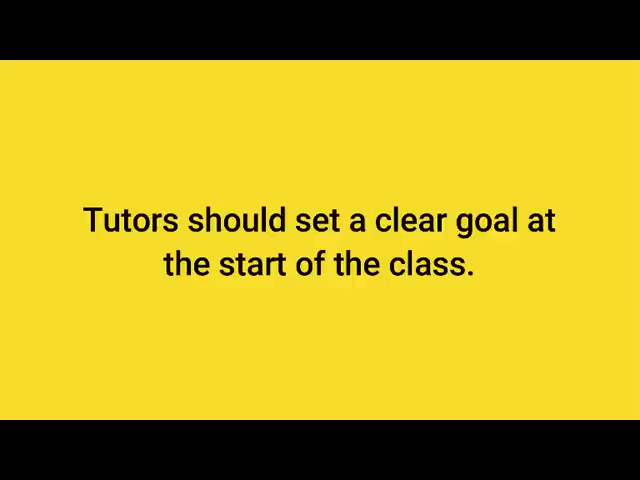 Tutors should set a clear goal at
the start of the class.